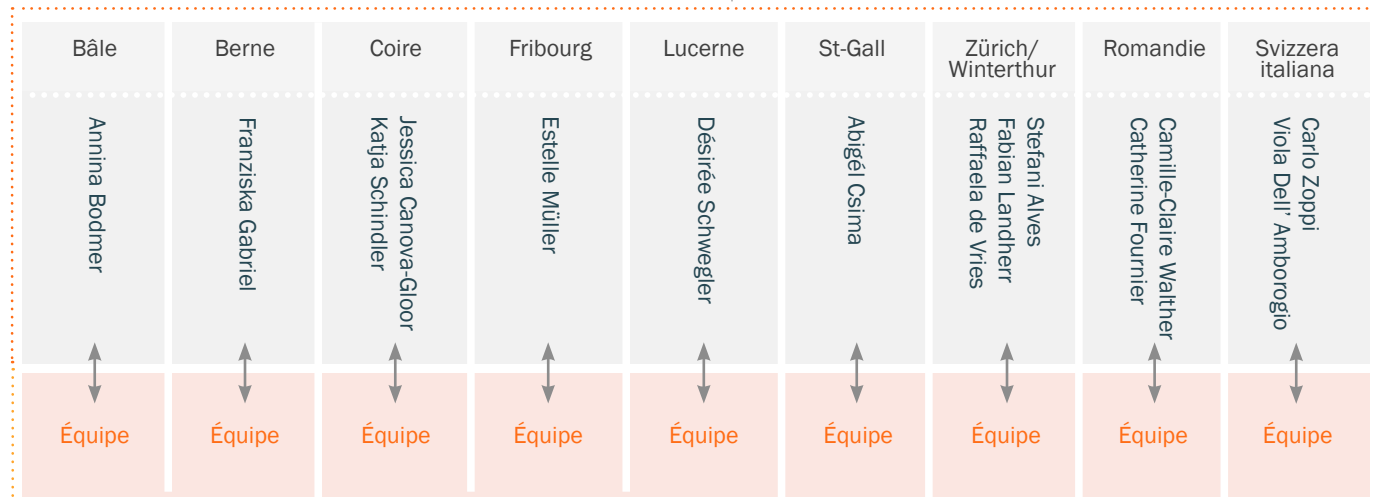 Bâle
Annina Bodmer
Équipe
Berne
Franziska Gabriel
Équipe
Coire
Jessica Canova-Gloor
Katja Schindler
Équipe
Fribourg
Estelle Müller
Équipe
Lucerne
Désirée Schwegler
Équipe
St-Gall
Abigél Csima
Équipe
Zürich/
Winterthur
Stefani Alves
Fabian Landherr
Raffaela de Vries
Équipe
Romandie
Camille-Claire Walther
Catherine Fournier
Équipe
Svizzera
italiana
Carlo Zoppi
Viola Dell' Amborogio
Équipe